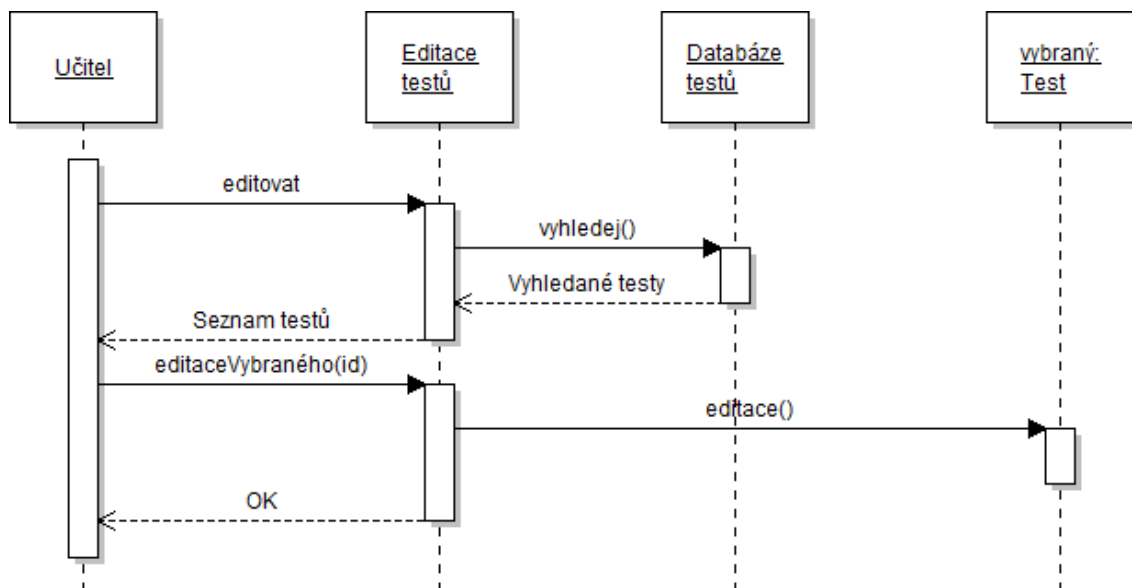 Učitel
Editace
testů
Databáze
testů
vybraný:
Test
editovat
vyhledej()
Vyhledané testy
Seznam testů
editaceVybraného(id)
editace()
OK